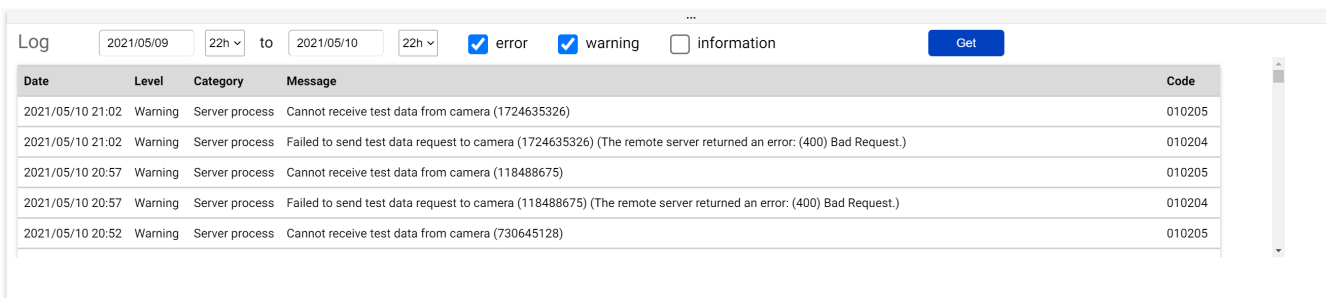 ...
Log 2021/05/09 22h to 2021/05/10 22h error warning information Get
Date Level Category Message Code
2021/05/10 21:02 Warning Server process Cannot receive test data from camera (1724635326) 010205
2021/05/10 21:02 Warning Server process Failed to send test data request to camera (1724635326) (The remote server returned an error: (400) Bad Request.) 010204
2021/05/10 20:57 Warning Server process Cannot receive test data from camera (118488675) 010205
2021/05/10 20:57 Warning Server process Failed to send test data request to camera (118488675) (The remote server returned an error: (400) Bad Request.) 010204
2021/05/10 20:52 Warning Server process Cannot receive test data from camera (730645128) 010205